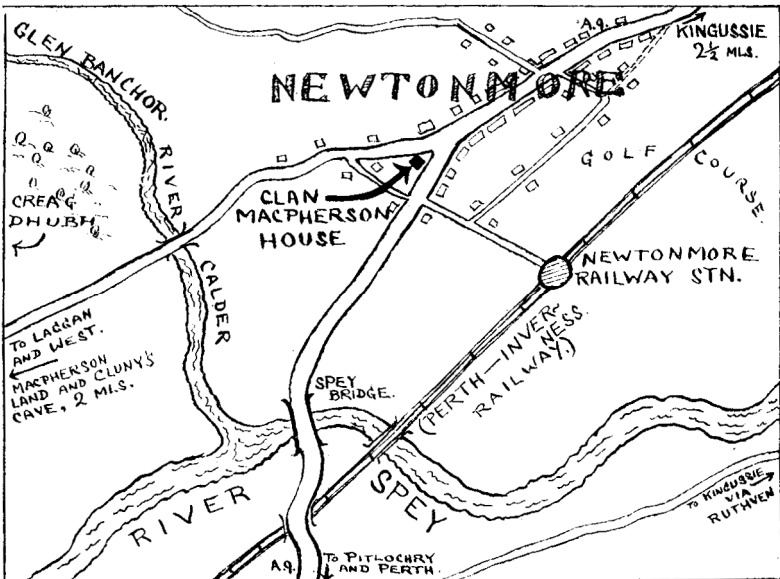 GLEN BANCHOR.
A.9.
KINGUSSIE
2½ MLS.
NEWTONMORE
RIVER
CALDER
CREAG
DHUBH
GOLF COURSE.
CLAN
MACPHERSON
HOUSE
NEWTONMORE
RAILWAY STN.
TO LAGGAN
AND WEST.
MACPHERSON
LAND AND CLUNY'S
CAVE, 2 MLS.
SPEY
BRIDGE.
(PERTH-INVER~
NESS.
RAILWAY.)
RIVER SPEY
TO KINGUSSIE
VIA
RUTHVEN
A.9.
TO PITLOCHRY
AND PERTH.